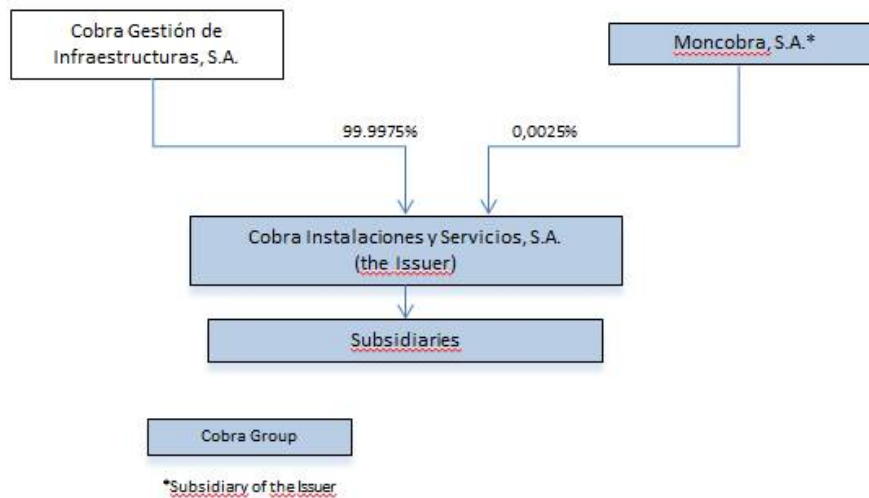 Cobra Gestión de
Infraestructuras, S.A.
Moncobra, S.A.*
99.9975%
0,0025%
Cobra Instalaciones y Servicios, S.A.
(the Issuer)
Subsidiaries
Cobra Group
*Subsidiary of the Issuer